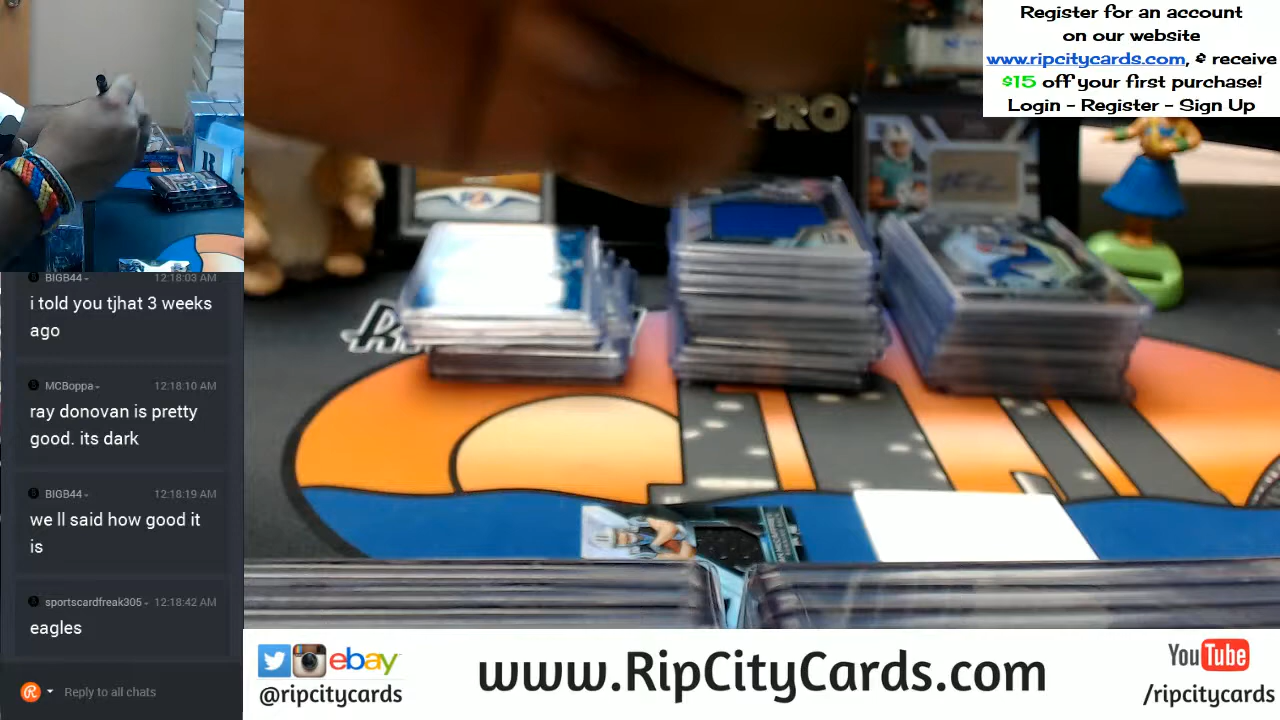 Register for an account
on our website
www.ripcitycards.com, & receive
$15 off your first purchase!
Login - Register - Sign Up
PRO
BIGB44 12:18:03 AM
i told you tjhat 3 weeks
ago
MCBoppa 12:18:10 AM
ray donovan is pretty
good. its dark
BIGB44 12:18:19 AM
we ll said how good it
is
sportscardfreak305 12:18:42 AM
eagles
Reply to all chats
ebay
@ripcitycards
www.RipCityCards.com
YouTube
/ripcitycards